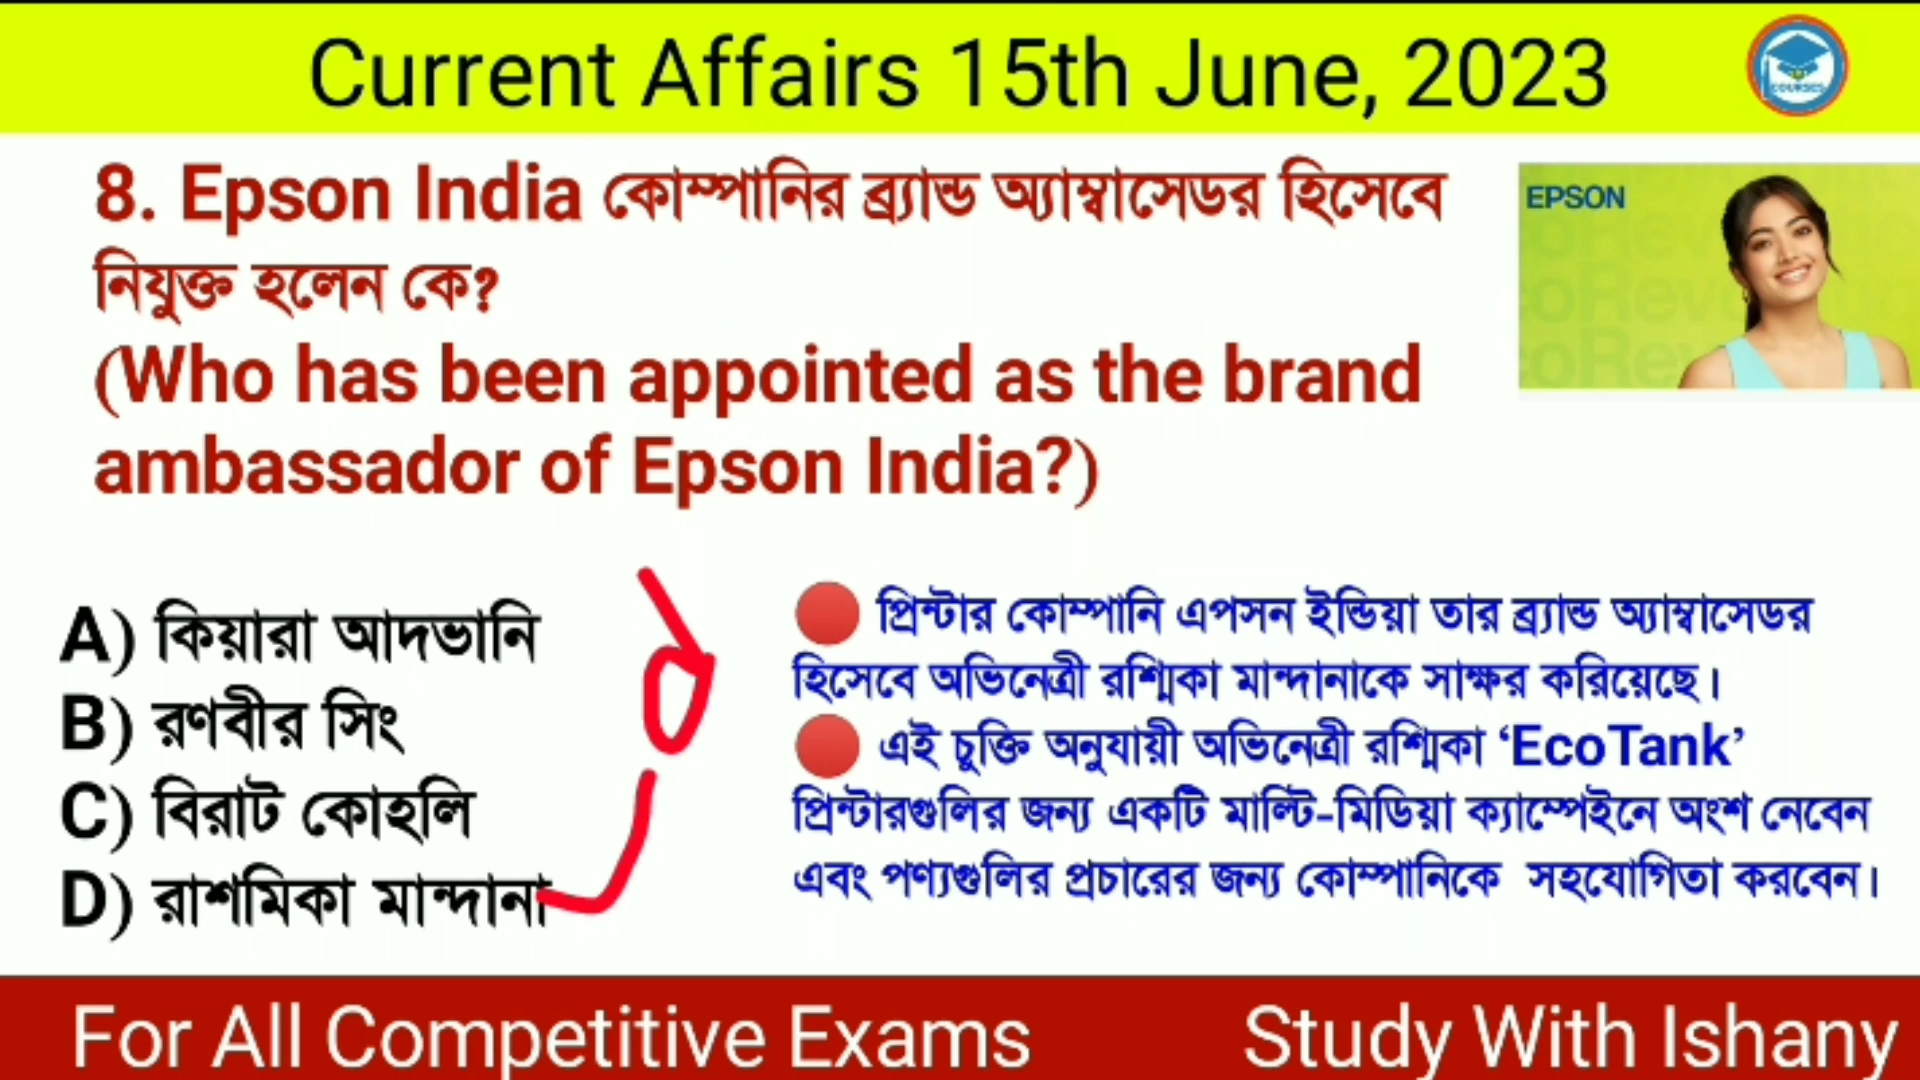 Current Affairs 15th June, 2023
COURSES
8. Epson India কোম্পানির ব্র্যান্ড অ্যাম্বাসেডর হিসেবে
নিযুক্ত হলেন কে?
(Who has been appointed as the brand
ambassador of Epson India?)
EPSON
A) কিয়ারা আদভানি
B) রণবীর সিং
C) বিরাট কোহলি
D) রাশমিকা মান্দানা
🔴 প্রিন্টার কোম্পানি এপসন ইন্ডিয়া তার ব্র্যান্ড অ্যাম্বাসেডর
হিসেবে অভিনেত্রী রশ্মিকা মান্দানাকে সাক্ষর করিয়েছে।
🔴 এই চুক্তি অনুযায়ী অভিনেত্রী রশ্মিকা ‘EcoTank’
প্রিন্টারগুলির জন্য একটি মাল্টি-মিডিয়া ক্যাম্পেইনে অংশ নেবেন
এবং পণ্যগুলির প্রচারের জন্য কোম্পানিকে সহযোগিতা করবেন।
For All Competitive Exams
Study With Ishany